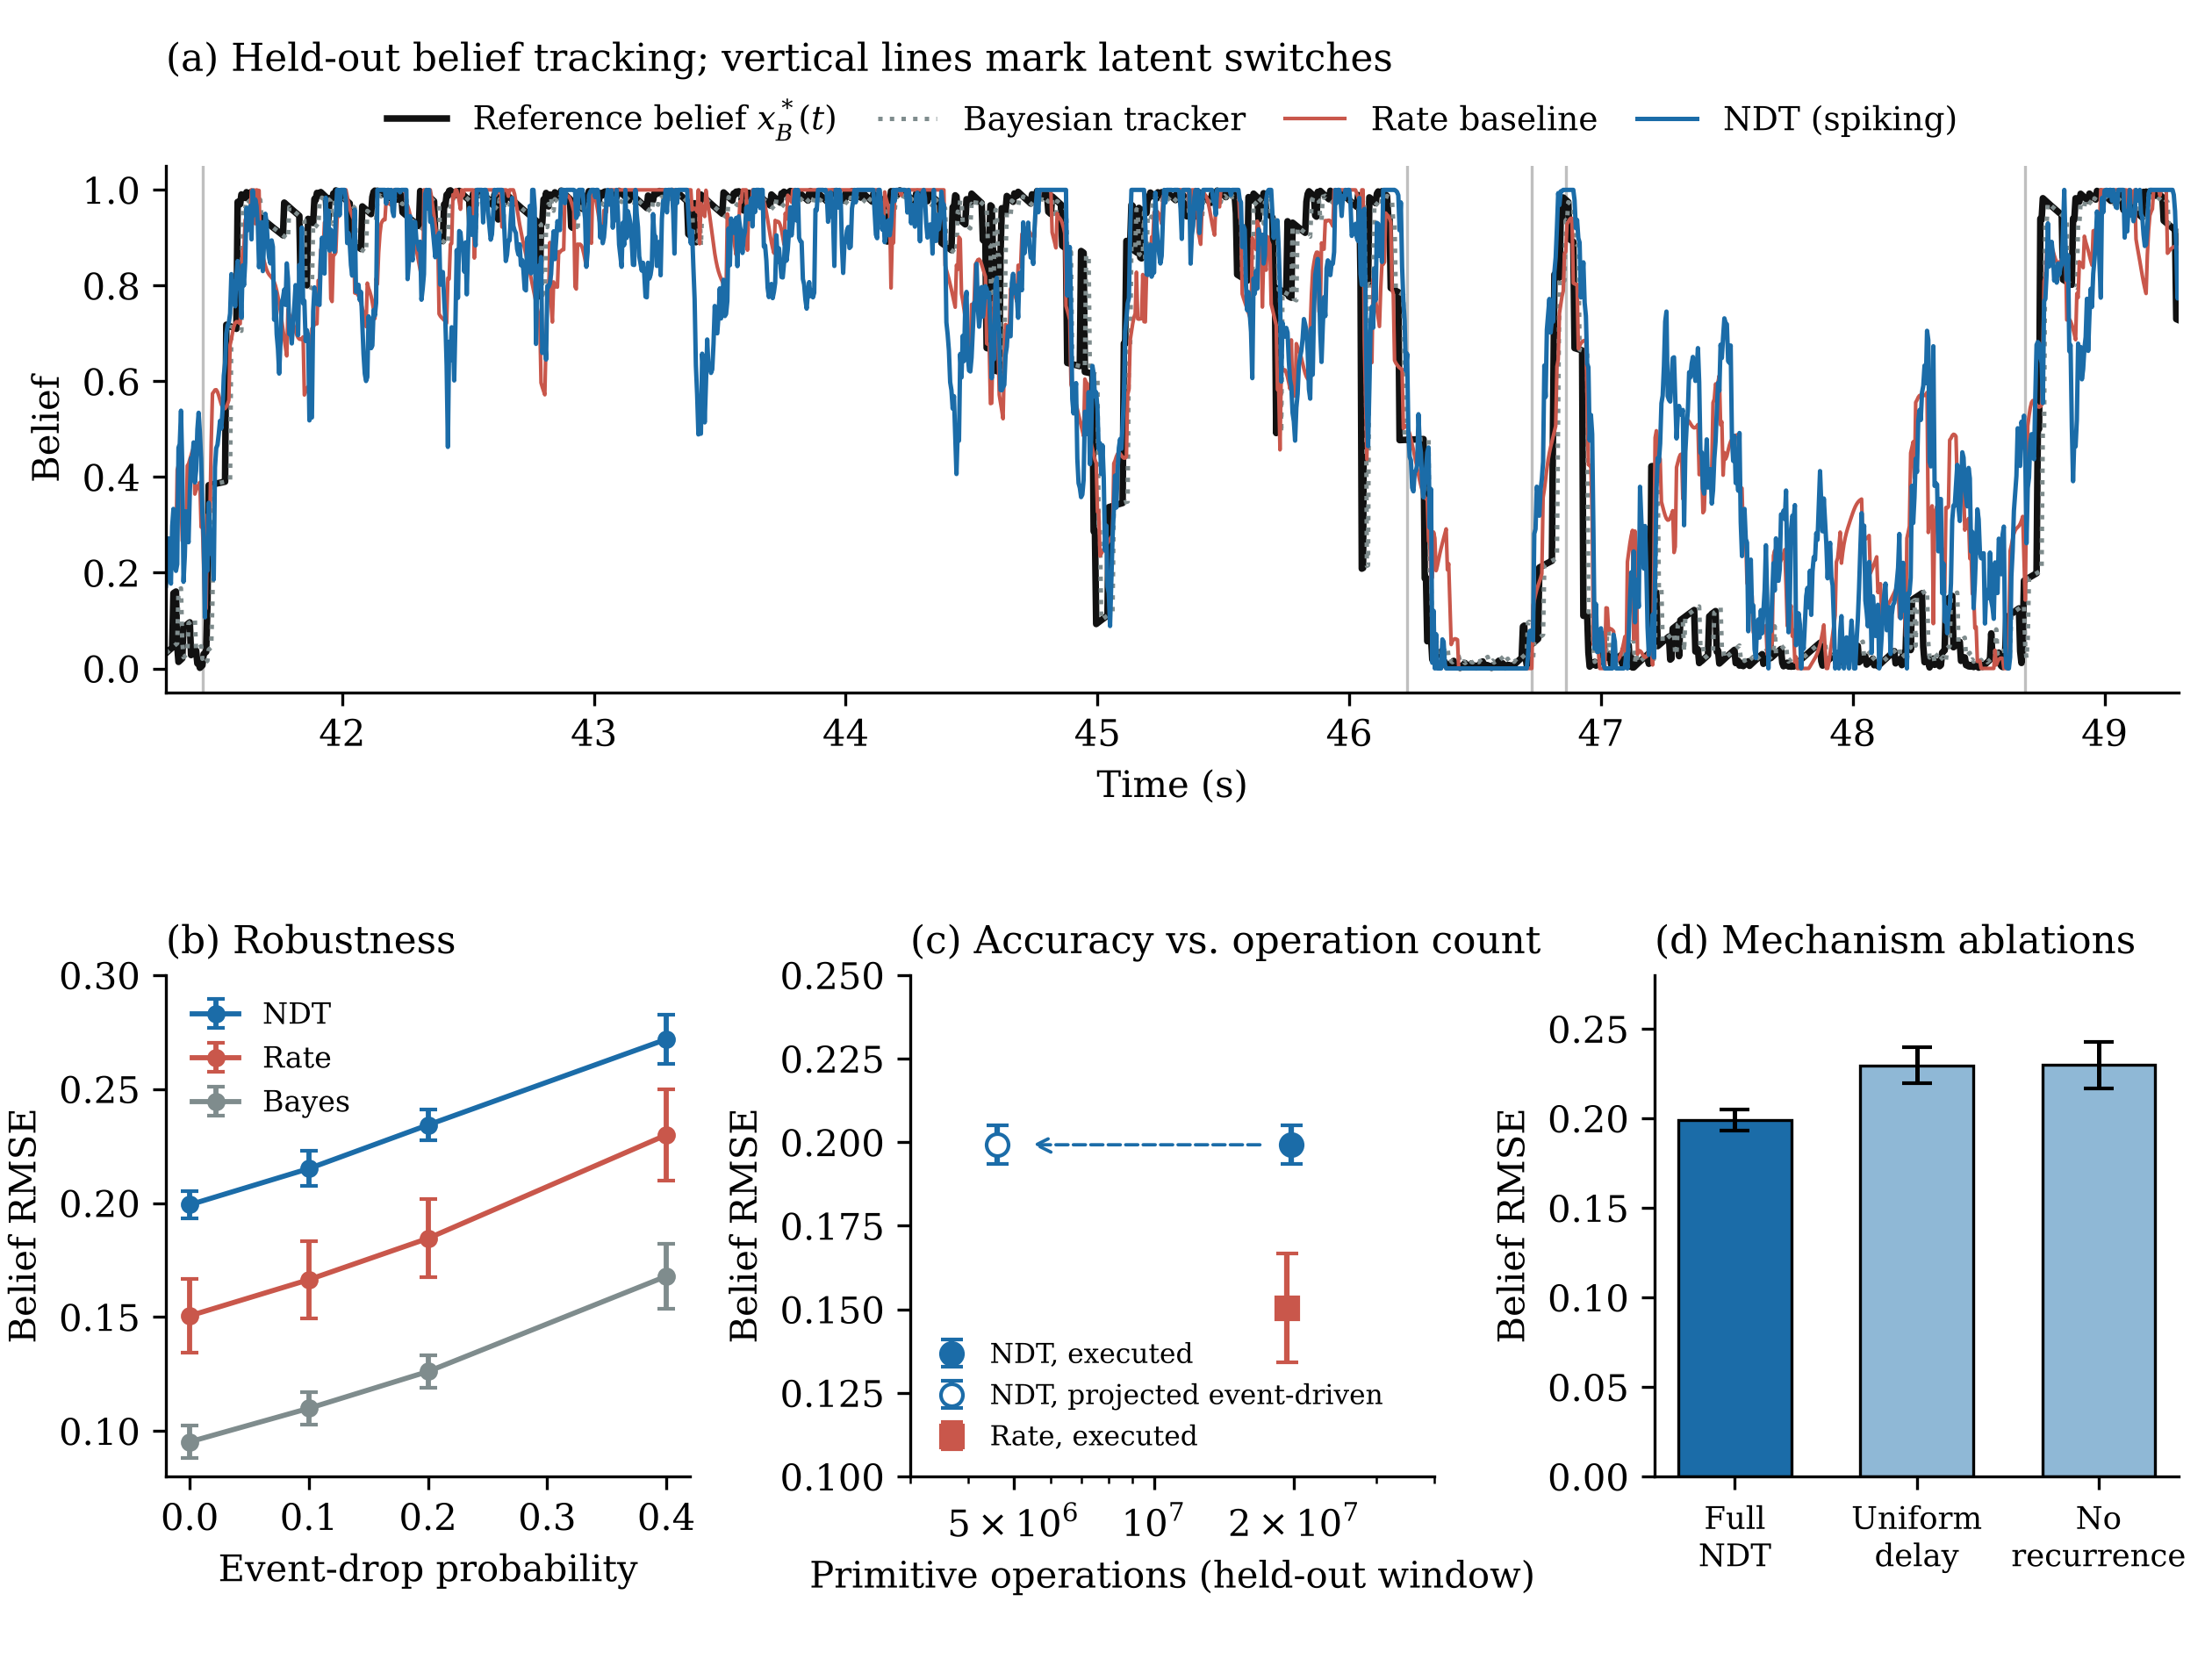 (a) Held-out belief tracking; vertical lines mark latent switches
Reference belief x_B^*(t)
Bayesian tracker
Rate baseline
NDT (spiking)
Belief
1.0
0.8
0.6
0.4
0.2
0.0
42
43
44
45
46
47
48
49
Time (s)
(b) Robustness
Belief RMSE
0.30
0.25
0.20
0.15
0.10
NDT
Rate
Bayes
0.0
0.1
0.2
0.3
0.4
Event-drop probability
(c) Accuracy vs. operation count
Belief RMSE
0.250
0.225
0.200
0.175
0.150
0.125
0.100
NDT, executed
NDT, projected event-driven
Rate, executed
5 × 10⁶
10⁷
2 × 10⁷
Primitive operations (held-out window)
(d) Mechanism ablations
Belief RMSE
0.25
0.20
0.15
0.10
0.05
0.00
Full
NDT
Uniform
delay
No
recurrence